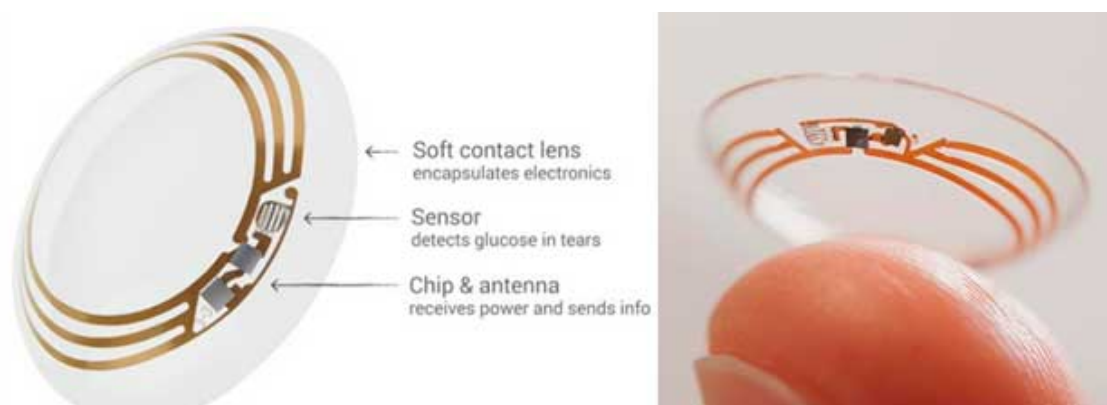 Soft contact lens
encapsulates electronics
Sensor
detects glucose in tears
Chip & antenna
receives power and sends info